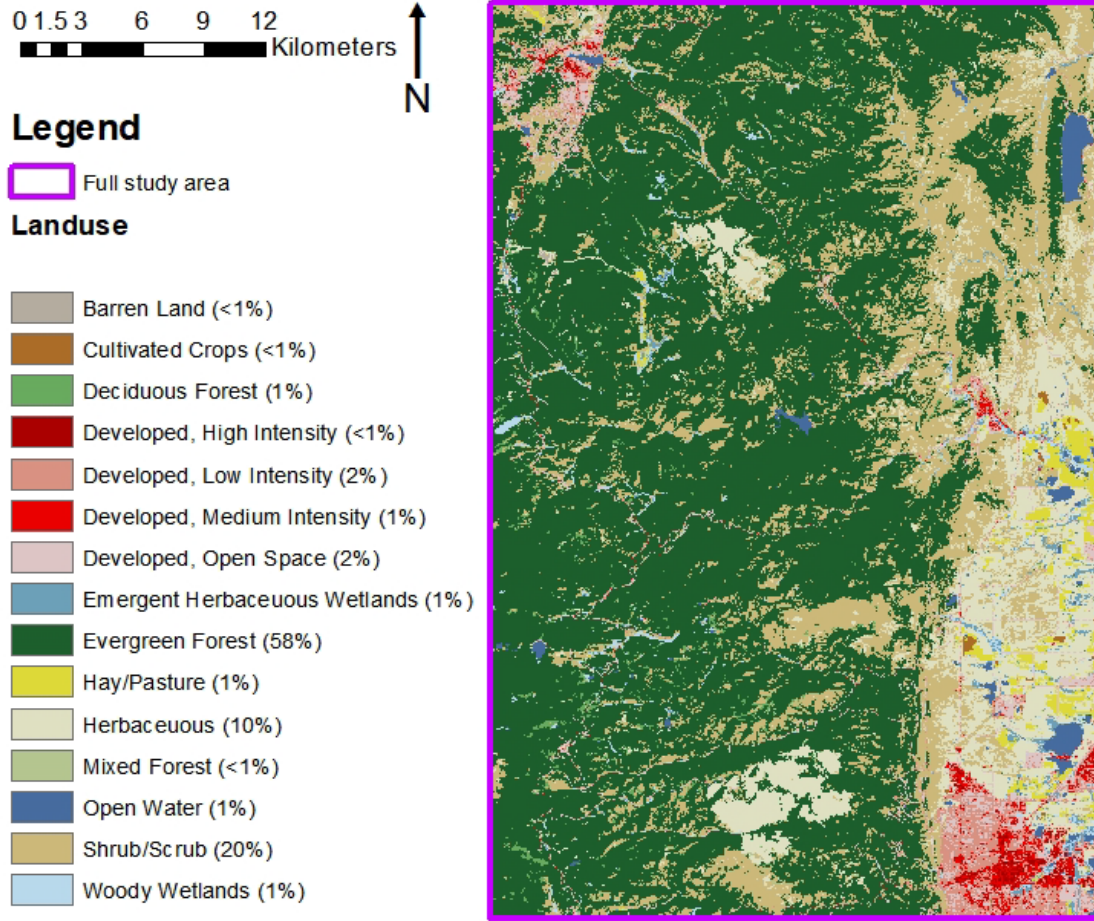 0 1.5 3 6 9 12
Kilometers
N
Legend
Full study area
Landuse
Barren Land (<1%)
Cultivated Crops (<1%)
Deciduous Forest (1%)
Developed, High Intensity (<1%)
Developed, Low Intensity (2%)
Developed, Medium Intensity (1%)
Developed, Open Space (2%)
Emergent Herbaceuous Wetlands (1%)
Evergreen Forest (58%)
Hay/Pasture (1%)
Herbaceuous (10%)
Mixed Forest (<1%)
Open Water (1%)
Shrub/Scrub (20%)
Woody Wetlands (1%)